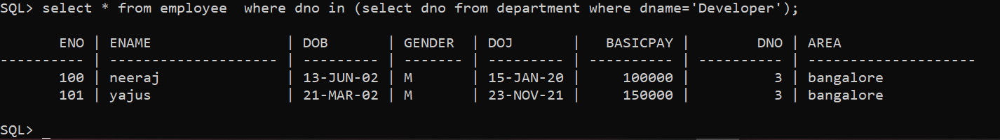 SQL> select * from employee  where dno in (select dno from department where dname='Developer');
       ENO | ENAME                | DOB       | GENDER  | DOJ       |   BASICPAY |        DNO | AREA
---------- | -------------------- | --------- | ------- | --------- | ---------- | ---------- | --------------------
       100 | neeraj               | 13-JUN-02 | M       | 15-JAN-20 |     100000 |          3 | bangalore
       101 | yajus                | 21-MAR-02 | M       | 23-NOV-21 |     150000 |          3 | bangalore
SQL> _